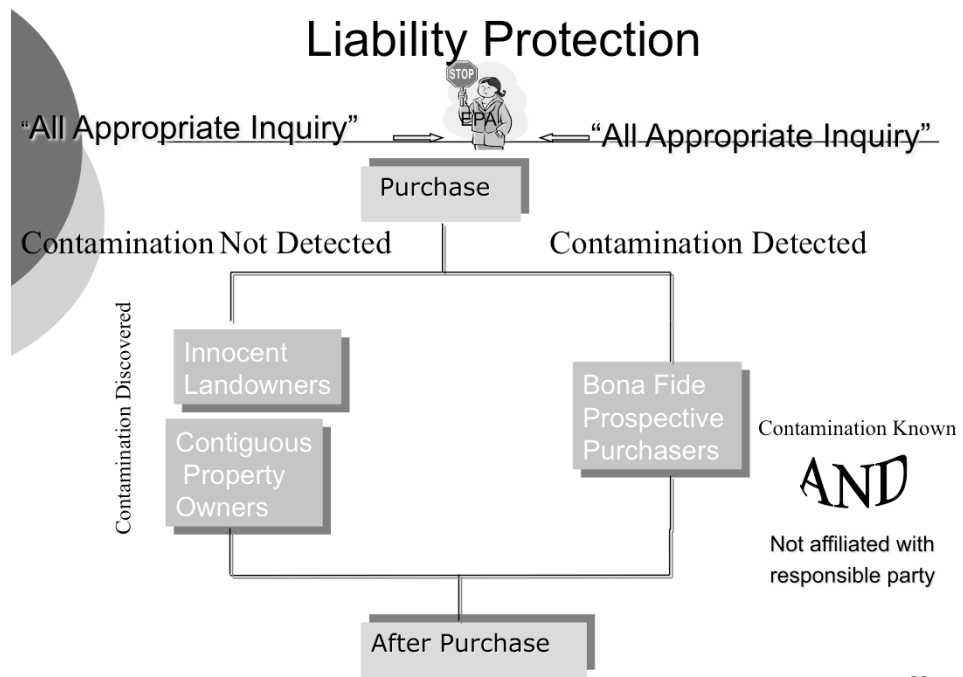 Liability Protection
STOP
EPA
“All Appropriate Inquiry”
“All Appropriate Inquiry”
Purchase
Contamination Not Detected
Contamination Detected
Contamination Discovered
Innocent
Landowners
Contiguous
Property
Owners
Bona Fide
Prospective
Purchasers
Contamination Known
AND
Not affiliated with
responsible party
After Purchase